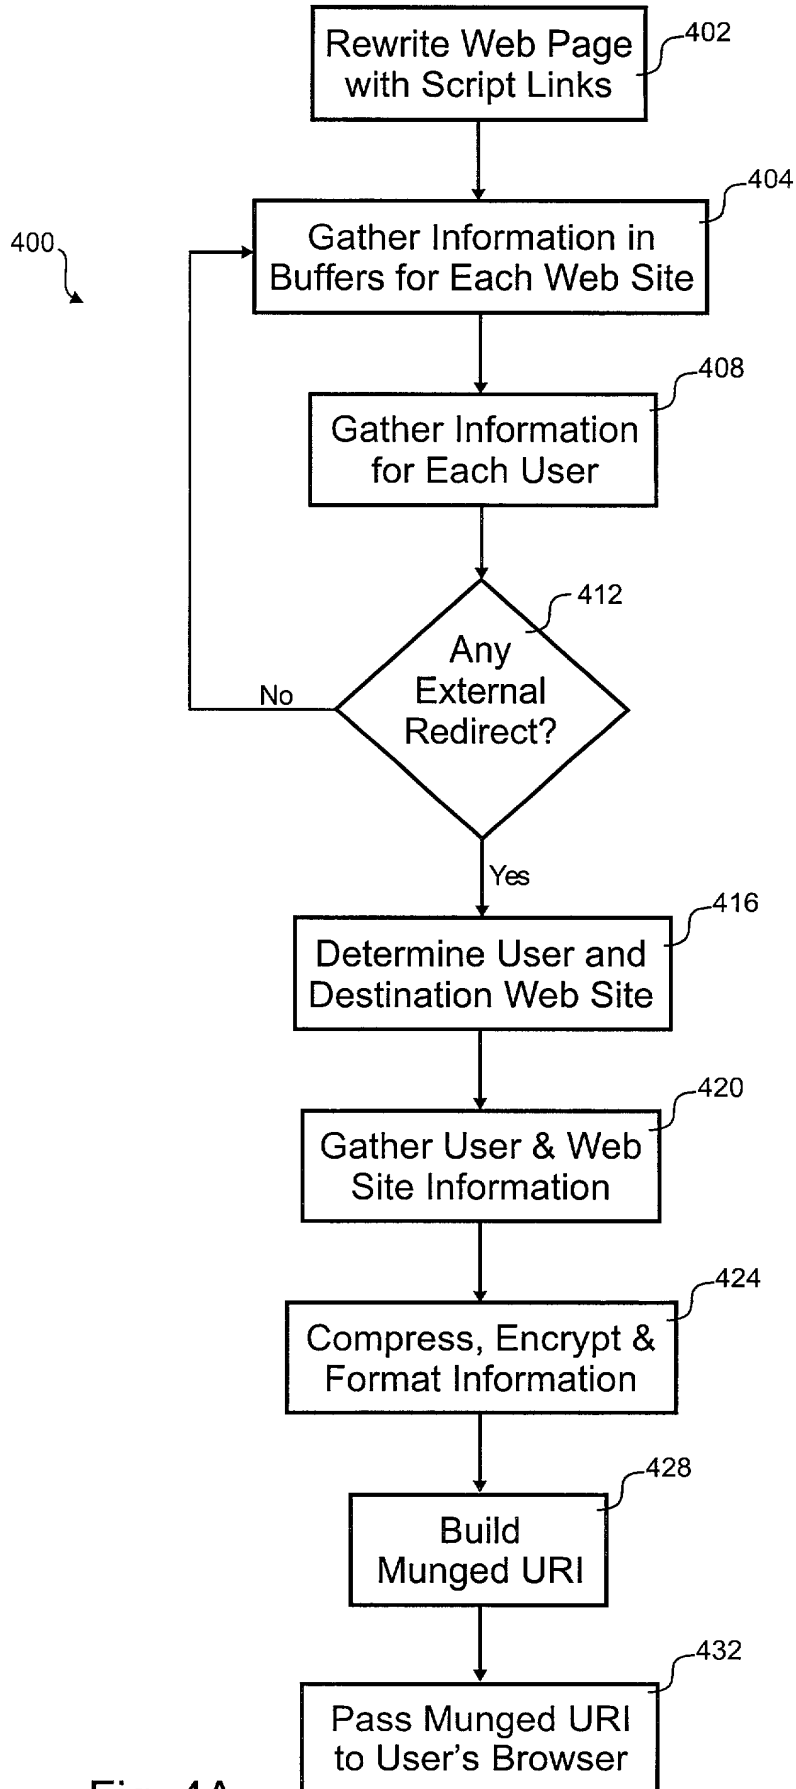 Rewrite Web Page
with Script Links
402
404
400
Gather Information in
Buffers for Each Web Site
408
Gather Information
for Each User
412
Any
External
Redirect?
No
Yes
416
Determine User and
Destination Web Site
420
Gather User & Web
Site Information
424
Compress, Encrypt &
Format Information
428
Build
Munged URI
432
Pass Munged URI
to User's Browser
Fig. 4A